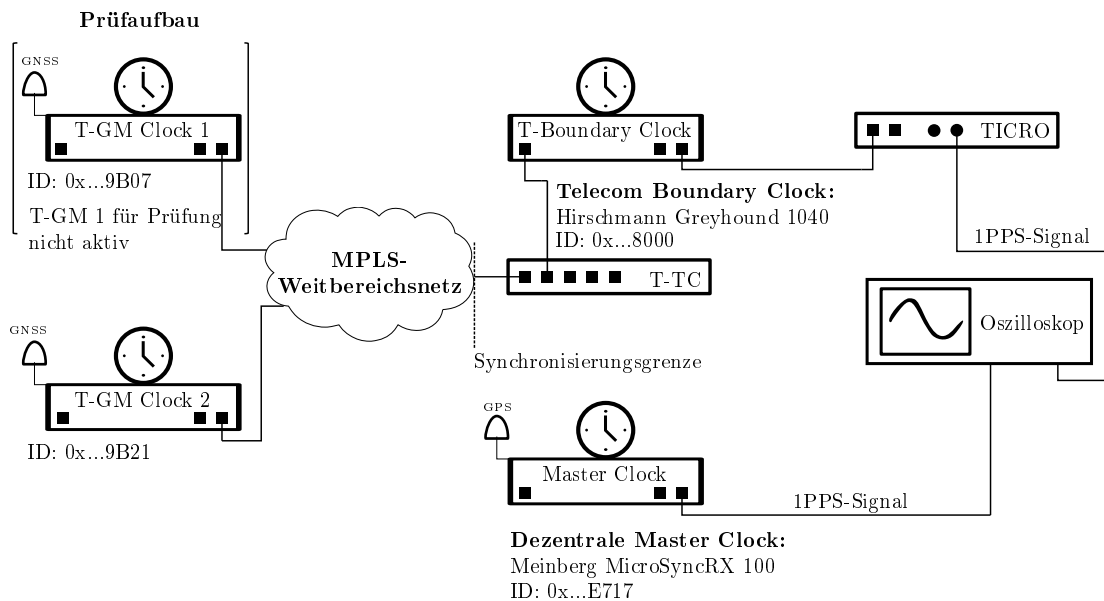 Prüfaufbau
GNSS
T-GM Clock 1
ID: 0x...9B07
T-GM 1 für Prüfung
nicht aktiv
T-Boundary Clock
TICRO
Telecom Boundary Clock:
Hirschmann Greyhound 1040
ID: 0x...8000
1PPS-Signal
MPLS-
Weitbereichsnetz
T-TC
Oszilloskop
Synchronisierungsgrenze
GNSS
T-GM Clock 2
ID: 0x...9B21
GPS
Master Clock
1PPS-Signal
Dezentrale Master Clock:
Meinberg MicroSyncRX 100
ID: 0x...E717